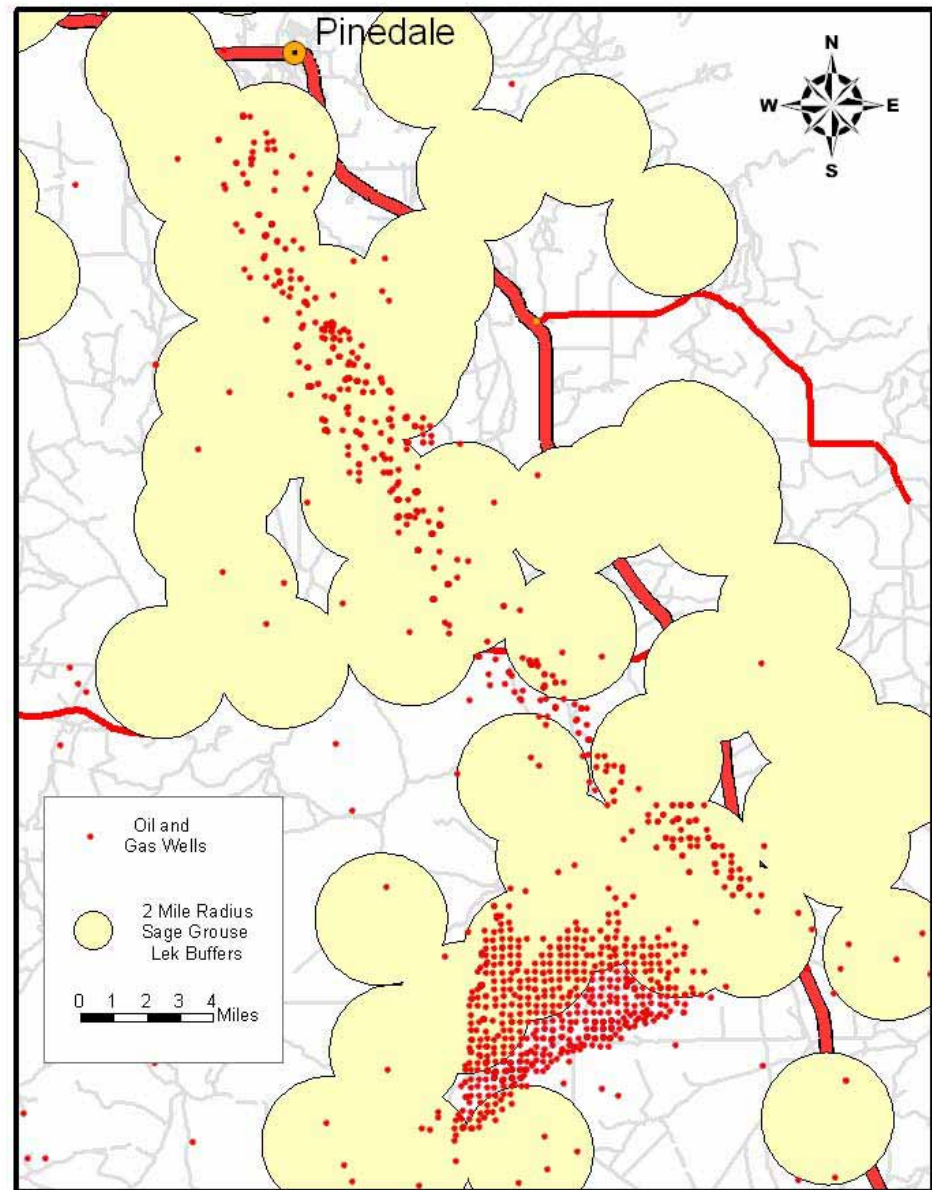 Pinedale
N
W E
S
Oil and
Gas Wells
2 Mile Radius
Sage Grouse
Lek Buffers
0 1 2 3 4
Miles